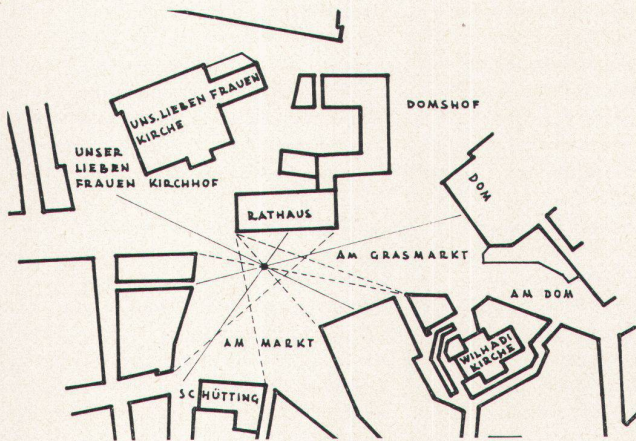 UNS. LIEBEN FRAUEN
KIRCHE
DOMSHOF
UNSER
LIEBEN
FRAUEN KIRCHHOF
DOM
RATHAUS
AM GRASMARKT
AM DOM
AM MARKT
WILHADI
KIRCHE
SCHÜTTING